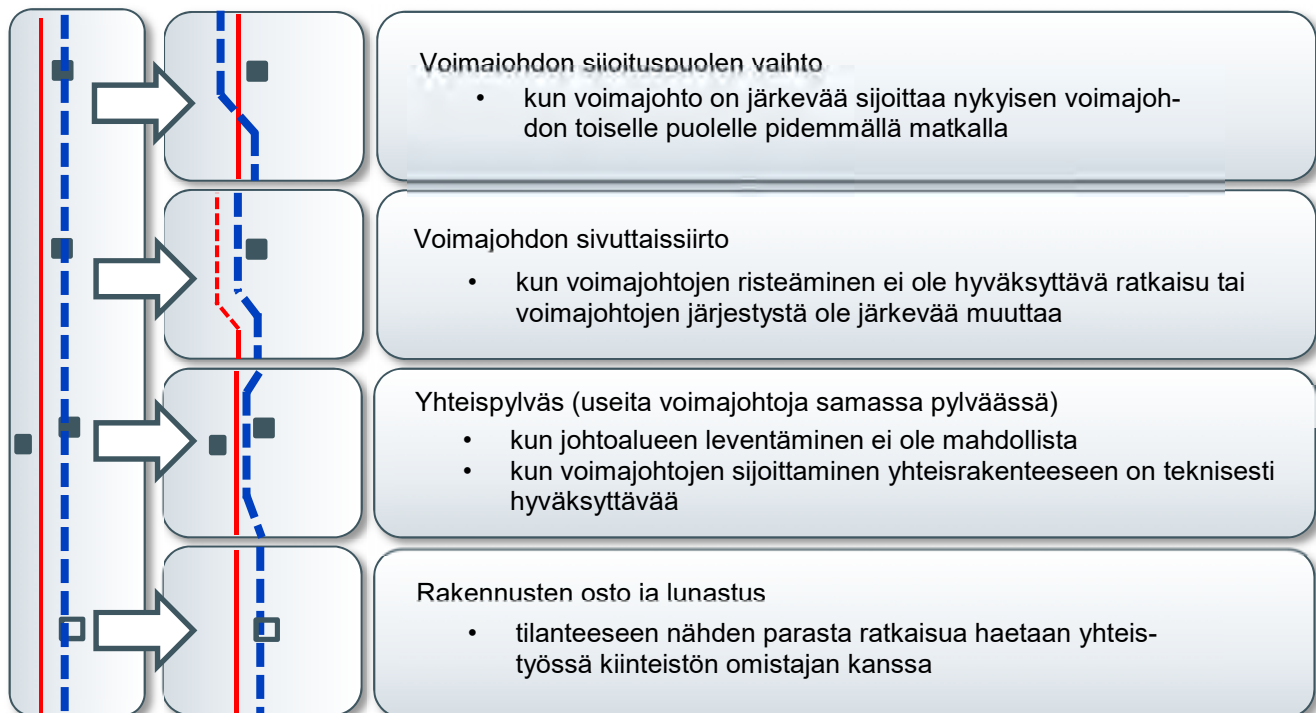 Voimajohdon sijoituspuolen vaihto
• kun voimajohto on järkevää sijoittaa nykyisen voimajoh-
don toiselle puolelle pidemmällä matkalla
Voimajohdon sivuttaissiirto
• kun voimajohtojen risteäminen ei ole hyväksyttävä ratkaisu tai
voimajohtojen järjestystä ole järkevää muuttaa
Yhteispylväs (useita voimajohtoja samassa pylväässä)
• kun johtoalueen leventäminen ei ole mahdollista
• kun voimajohtojen sijoittaminen yhteisrakenteeseen on teknisesti
hyväksyttävää
Rakennusten osto ja lunastus
• tilanteeseen nähden parasta ratkaisua haetaan yhteis-
työssä kiinteistön omistajan kanssa